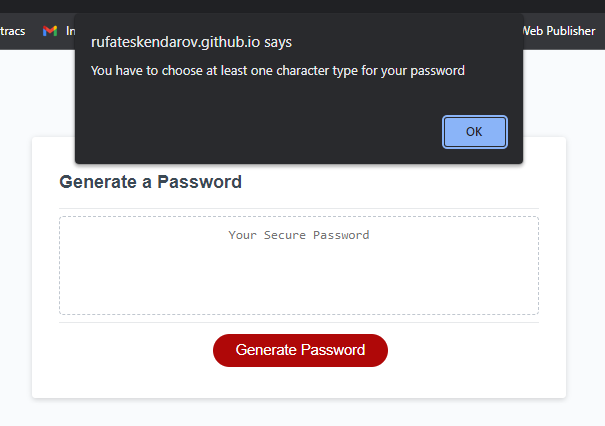 tracs
Web Publisher
rufateskendarov.github.io says
You have to choose at least one character type for your password
OK
Generate a Password
Your Secure Password
Generate Password